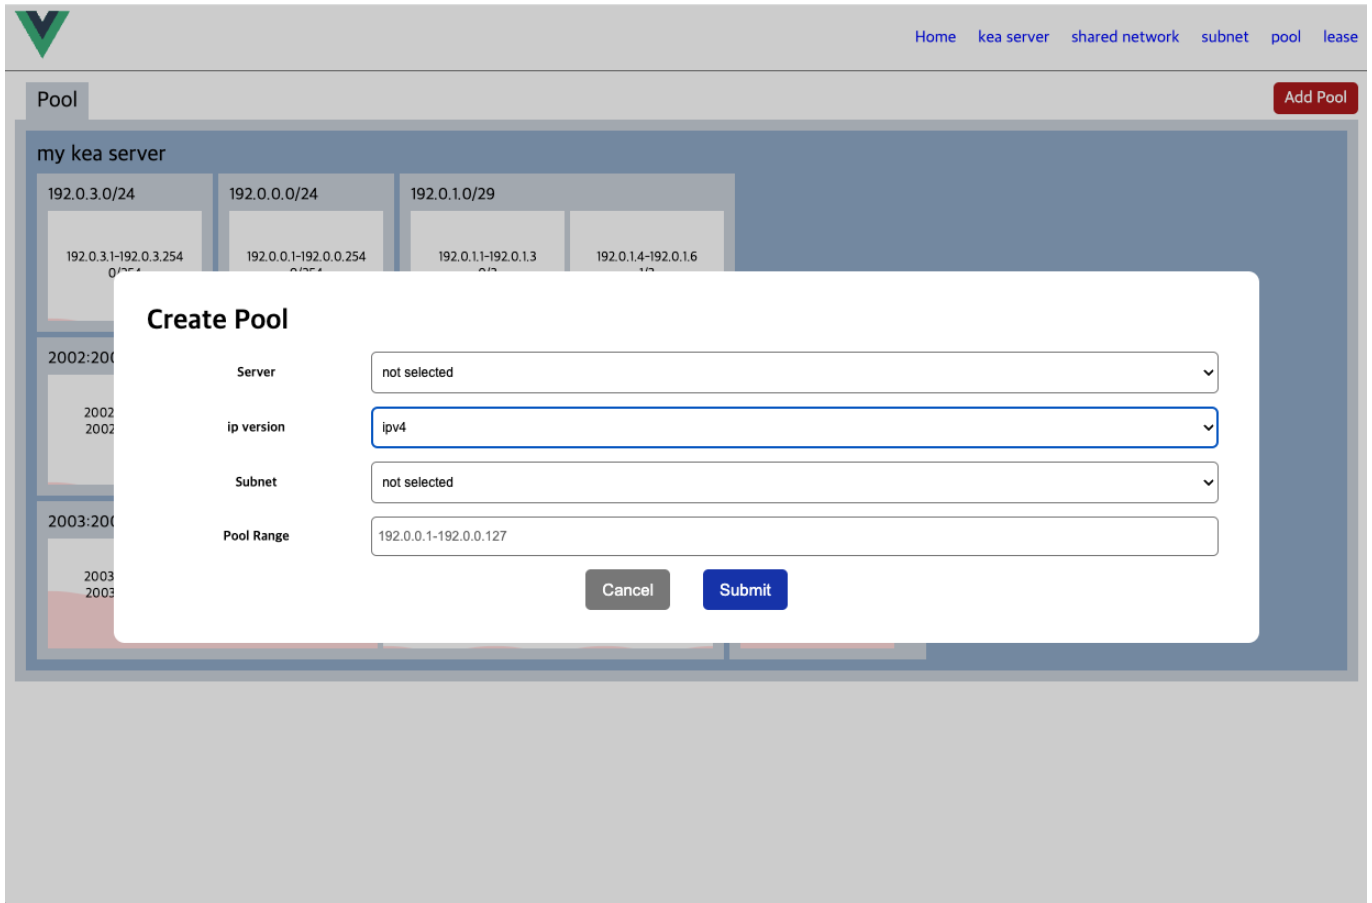 Home kea server shared network subnet pool lease
Pool
Add Pool
my kea server
192.0.3.0/24 192.0.0.0/24 192.0.1.0/29
192.0.3.1-192.0.3.254 192.0.0.1-192.0.0.254 192.0.1.1-192.0.1.3 192.0.1.4-192.0.1.6
Create Pool
Server not selected
ip version ipv4
Subnet not selected
Pool Range 192.0.0.1-192.0.0.127
Cancel Submit